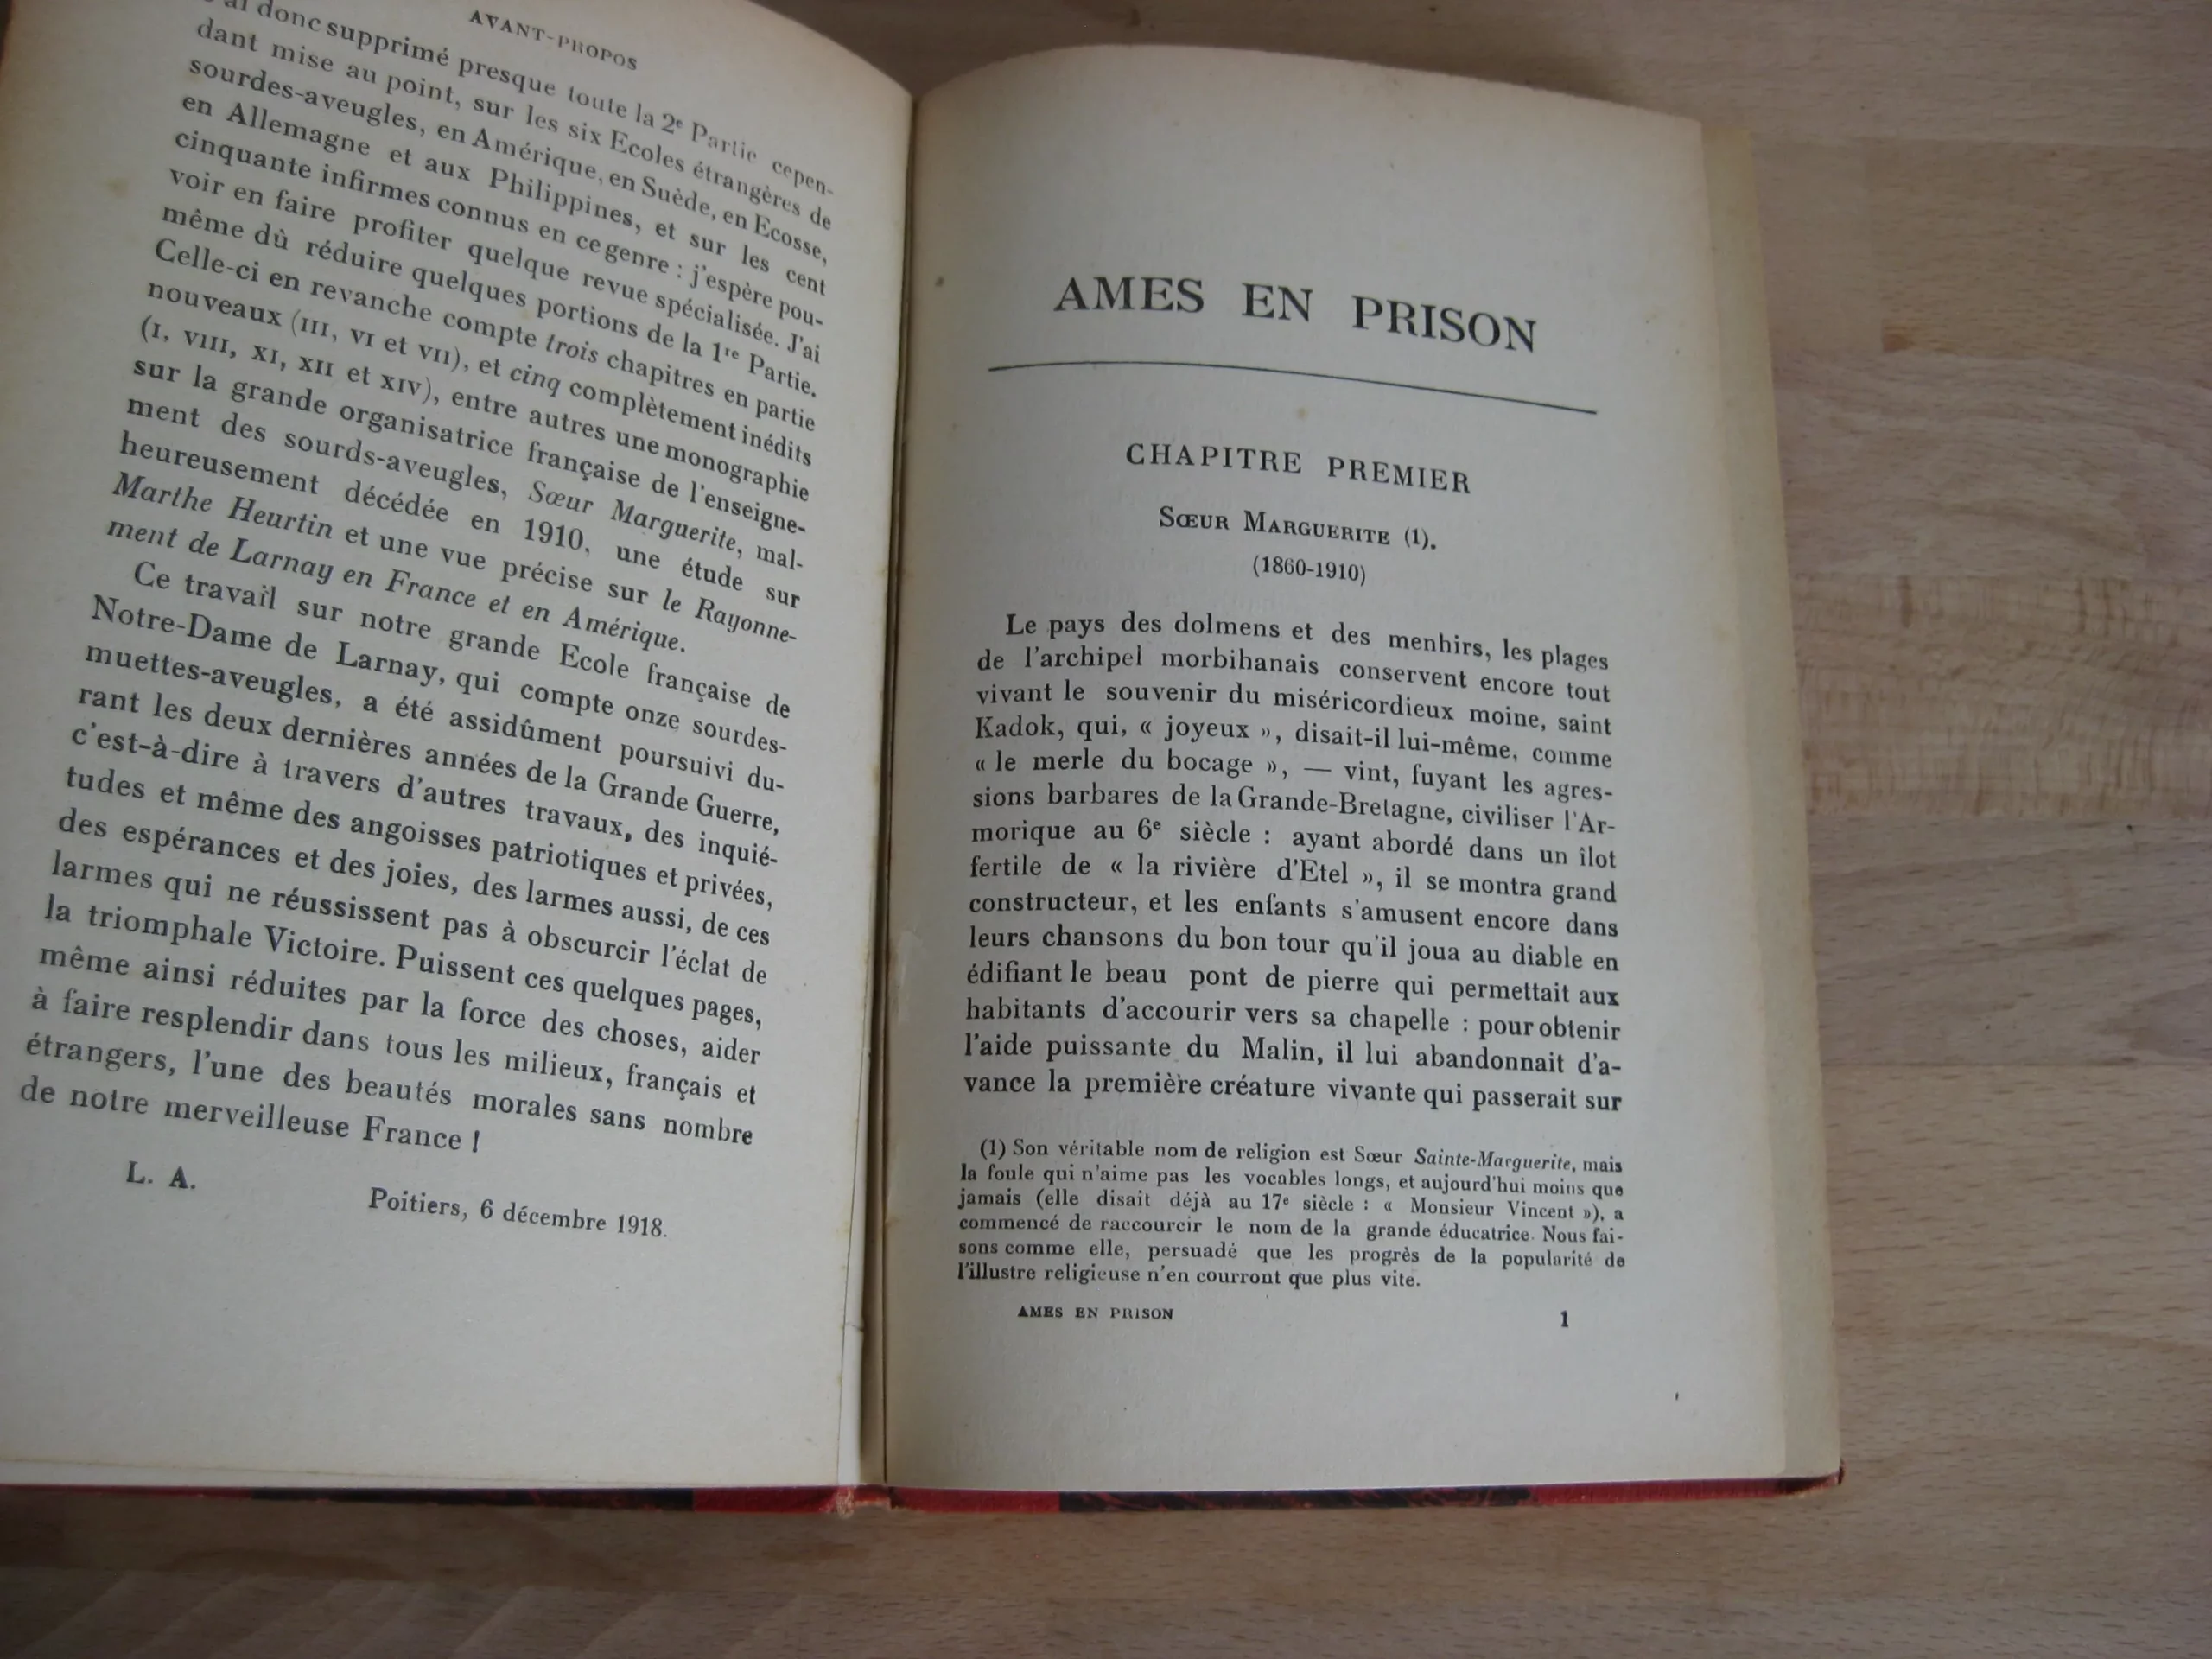 AVANT-PROPOS
donc supprimé presque toute la 2e Partie cepen-
dant mise au point, sur les six Ecoles étrangères de
sourdes-aveugles, en Amérique, en Suède, en Ecosse,
en Allemagne et aux Philippines, et sur les cent
cinquante infirmes connus en ce genre : j'espère pou-
voir en faire profiter quelque revue spécialisée. J'ai
même dû réduire quelques portions de la 1re Partie.
Celle-ci en revanche compte trois chapitres en partie
nouveaux (III, VI et VII), et cinq complètement inédits
(I, VIII, XI, XII et XIV), entre autres une monographie
sur la grande organisatrice française de l'enseigne-
ment des sourds-aveugles, Sœur Marguerite, mal-
heureusement décédée en 1910, une étude sur
Marthe Heurtin et une vue précise sur le Rayonne-
ment de Larnay en France et en Amérique.
Ce travail sur notre grande Ecole française de
Notre-Dame de Larnay, qui compte onze sourdes-
muettes-aveugles, a été assidûment poursuivi du-
rant les deux dernières années de la Grande Guerre,
c'est-à-dire à travers d'autres travaux, des inquié-
tudes et même des angoisses patriotiques et privées,
des espérances et des joies, des larmes aussi, de ces
larmes qui ne réussissent pas à obscurcir l'éclat de
la triomphale Victoire. Puissent ces quelques pages,
même ainsi réduites par la force des choses, aider
à faire resplendir dans tous les milieux, français et
étrangers, l'une des beautés morales sans nombre
de notre merveilleuse France !
L. A.
Poitiers, 6 décembre 1918.
AMES EN PRISON
CHAPITRE PREMIER
SŒUR MARGUERITE (1).
(1860-1910)
Le pays des dolmens et des menhirs, les plages
de l'archipel morbihanais conservent encore tout
vivant le souvenir du miséricordieux moine, saint
Kadok, qui, « joyeux », disait-il lui-même, comme
« le merle du bocage », — vint, fuyant les agres-
sions barbares de la Grande-Bretagne, civiliser l'Ar-
morique au 6e siècle : ayant abordé dans un îlot
fertile de « la rivière d'Etel », il se montra grand
constructeur, et les enfants s'amusent encore dans
leurs chansons du bon tour qu'il joua au diable en
édifiant le beau pont de pierre qui permettait aux
habitants d'accourir vers sa chapelle : pour obtenir
l'aide puissante du Malin, il lui abandonnait d'a-
vance la première créature vivante qui passerait sur
(1) Son véritable nom de religion est Sœur Sainte-Marguerite, mais
la foule qui n'aime pas les vocables longs, et aujourd'hui moins que
jamais (elle disait déjà au 17e siècle : « Monsieur Vincent »), a
commencé de raccourcir le nom de la grande éducatrice. Nous fai-
sons comme elle, persuadé que les progrès de la popularité de
l'illustre religieuse n'en courront que plus vite.
AMES EN PRISON 1